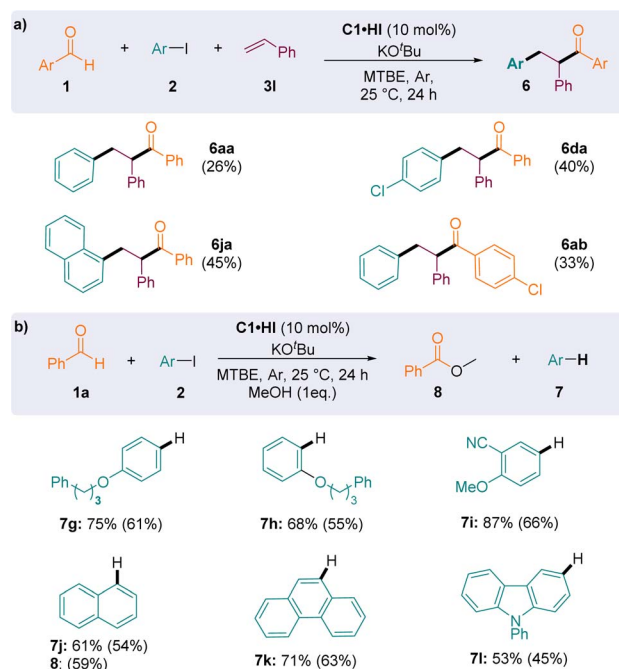 a)
O
Ar H
1
+
Ar I
2
+
Ph
3l
C1•HI (10 mol%)
KOᵗBu
MTBE, Ar,
25 °C, 24 h
O
Ar Ar
Ph
6
O
Ph
Ph
6aa
(26%)
O
Ph
Cl Ph
6da
(40%)
O
Ph
Ph
6ja
(45%)
O
Ph Cl
6ab
(33%)
b)
O
Ph H
1a
+
Ar I
2
C1•HI (10 mol%)
KOᵗBu
MTBE, Ar, 25 °C, 24 h
MeOH (1eq.)
O
Ph O
8
+
Ar H
7
H
Ph O
3
7g: 75% (61%)
H
O Ph
3
7h: 68% (55%)
NC H
MeO
7i: 87% (66%)
H
7j: 61% (54%)
8: (59%)
H
7k: 71% (63%)
H
N
Ph
7l: 53% (45%)